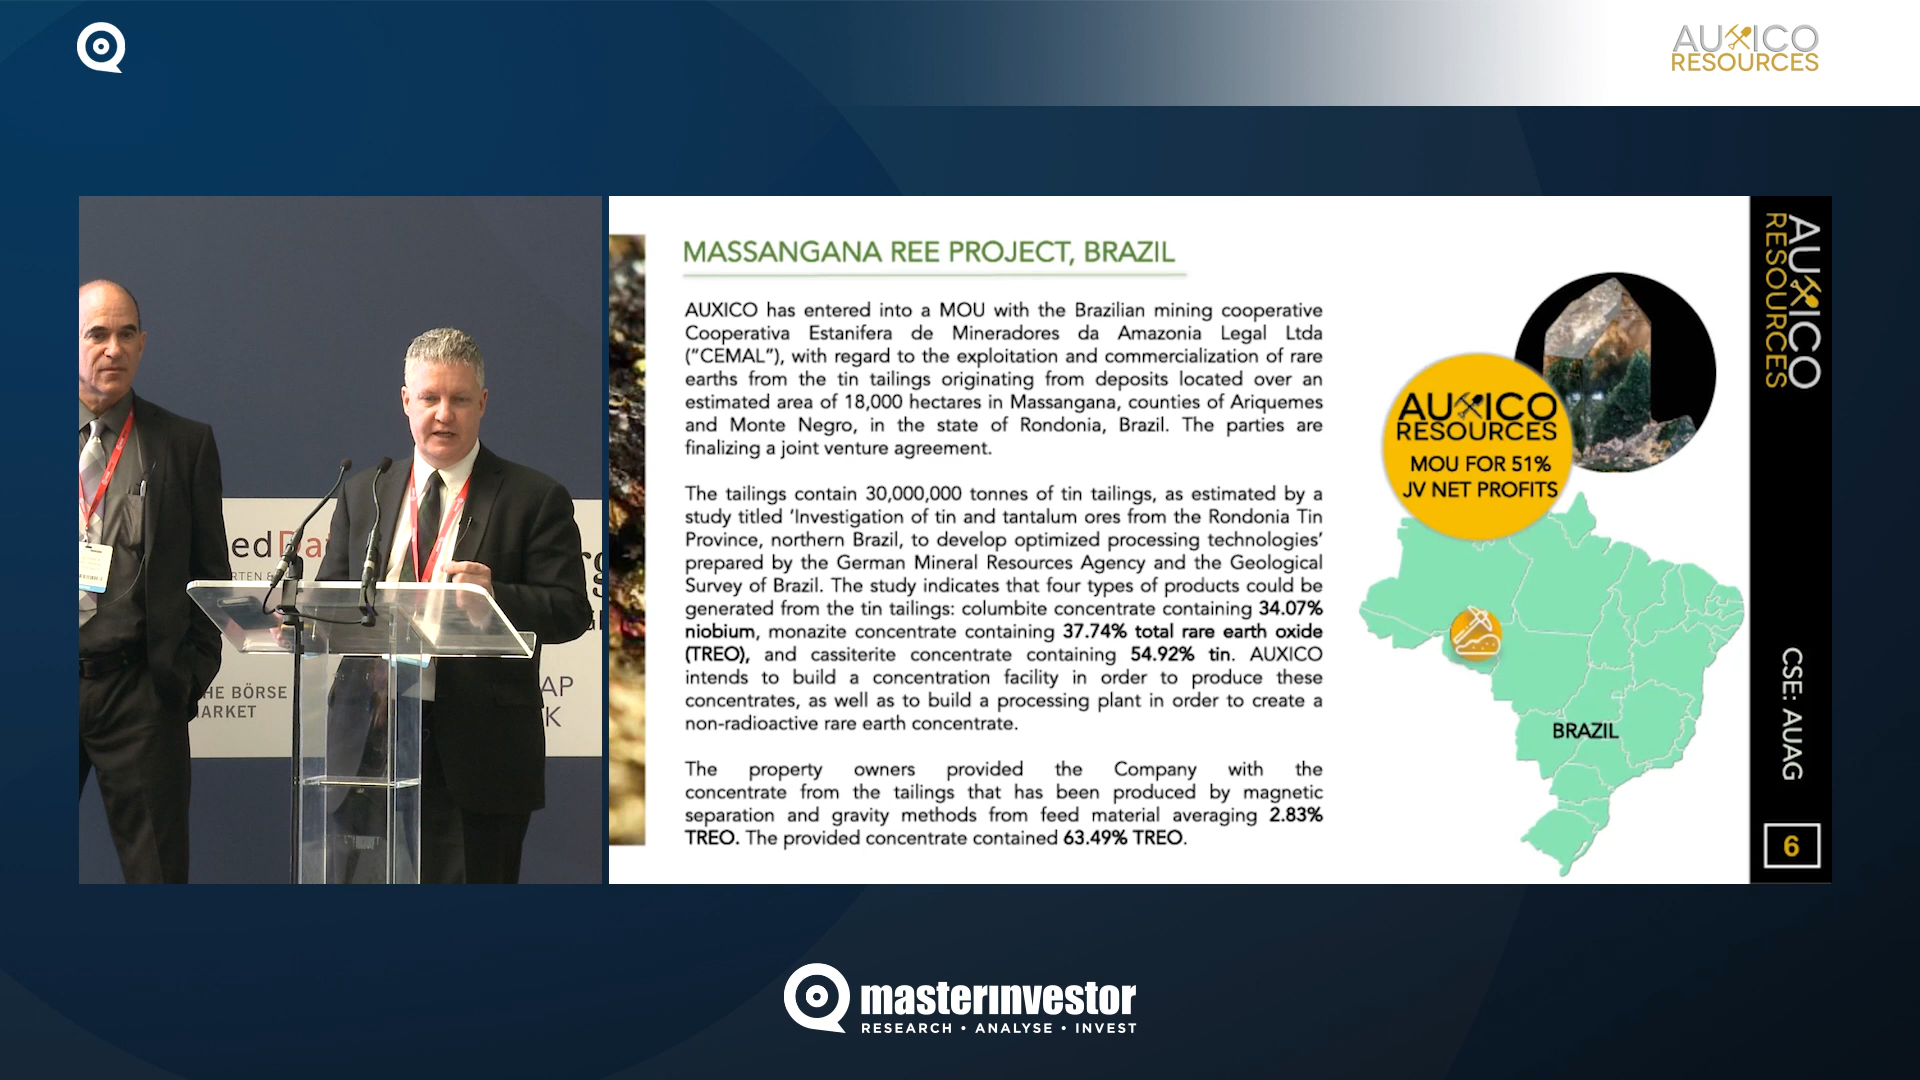 AUXICO
RESOURCES
MASSANGANA REE PROJECT, BRAZIL
AUXICO has entered into a MOU with the Brazilian mining cooperative
Cooperativa Estanifera de Mineradores da Amazonia Legal Ltda
("CEMAL"), with regard to the exploitation and commercialization of rare
earths from the tin tailings originating from deposits located over an
estimated area of 18,000 hectares in Massangana, counties of Ariquemes
and Monte Negro, in the state of Rondonia, Brazil. The parties are
finalizing a joint venture agreement.
The tailings contain 30,000,000 tonnes of tin tailings, as estimated by a
study titled 'Investigation of tin and tantalum ores from the Rondonia Tin
Province, northern Brazil, to develop optimized processing technologies'
prepared by the German Mineral Resources Agency and the Geological
Survey of Brazil. The study indicates that four types of products could be
generated from the tin tailings: columbite concentrate containing 34.07%
niobium, monazite concentrate containing 37.74% total rare earth oxide
(TREO), and cassiterite concentrate containing 54.92% tin. AUXICO
intends to build a concentration facility in order to produce these
concentrates, as well as to build a processing plant in order to create a
non-radioactive rare earth concentrate.
The property owners provided the Company with the
concentrate from the tailings that has been produced by magnetic
separation and gravity methods from feed material averaging 2.83%
TREO. The provided concentrate contained 63.49% TREO.
AUXICO
RESOURCES
MOU FOR 51%
JV NET PROFITS
BRAZIL
AUXICO
RESOURCES
CSE: AUAG
6
HE BÖRSE
MARKET
AP
K
masterinvestor
RESEARCH • ANALYSE • INVEST